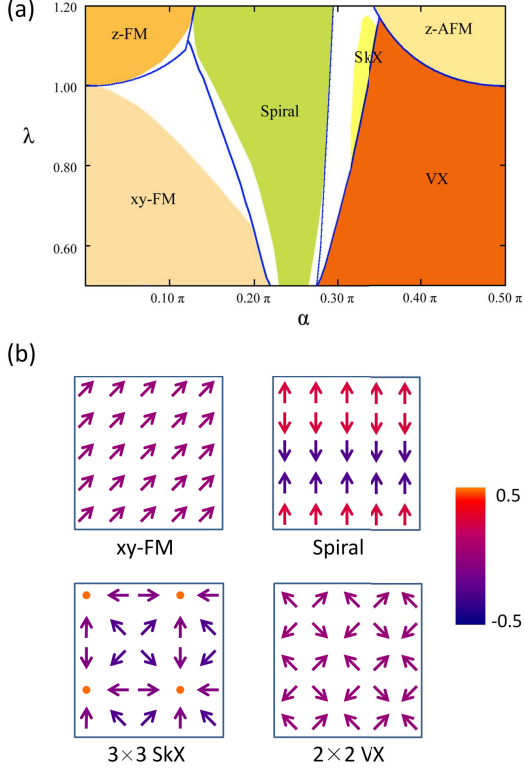 (a)
1.20
z-FM
z-AFM
SkX
1.00
Spiral
λ
0.80
xy-FM
VX
0.60
0.10 π
0.20 π
0.30 π
0.40 π
0.50 π
α
(b)
xy-FM
Spiral
0.5
-0.5
3×3 SkX
2×2 VX